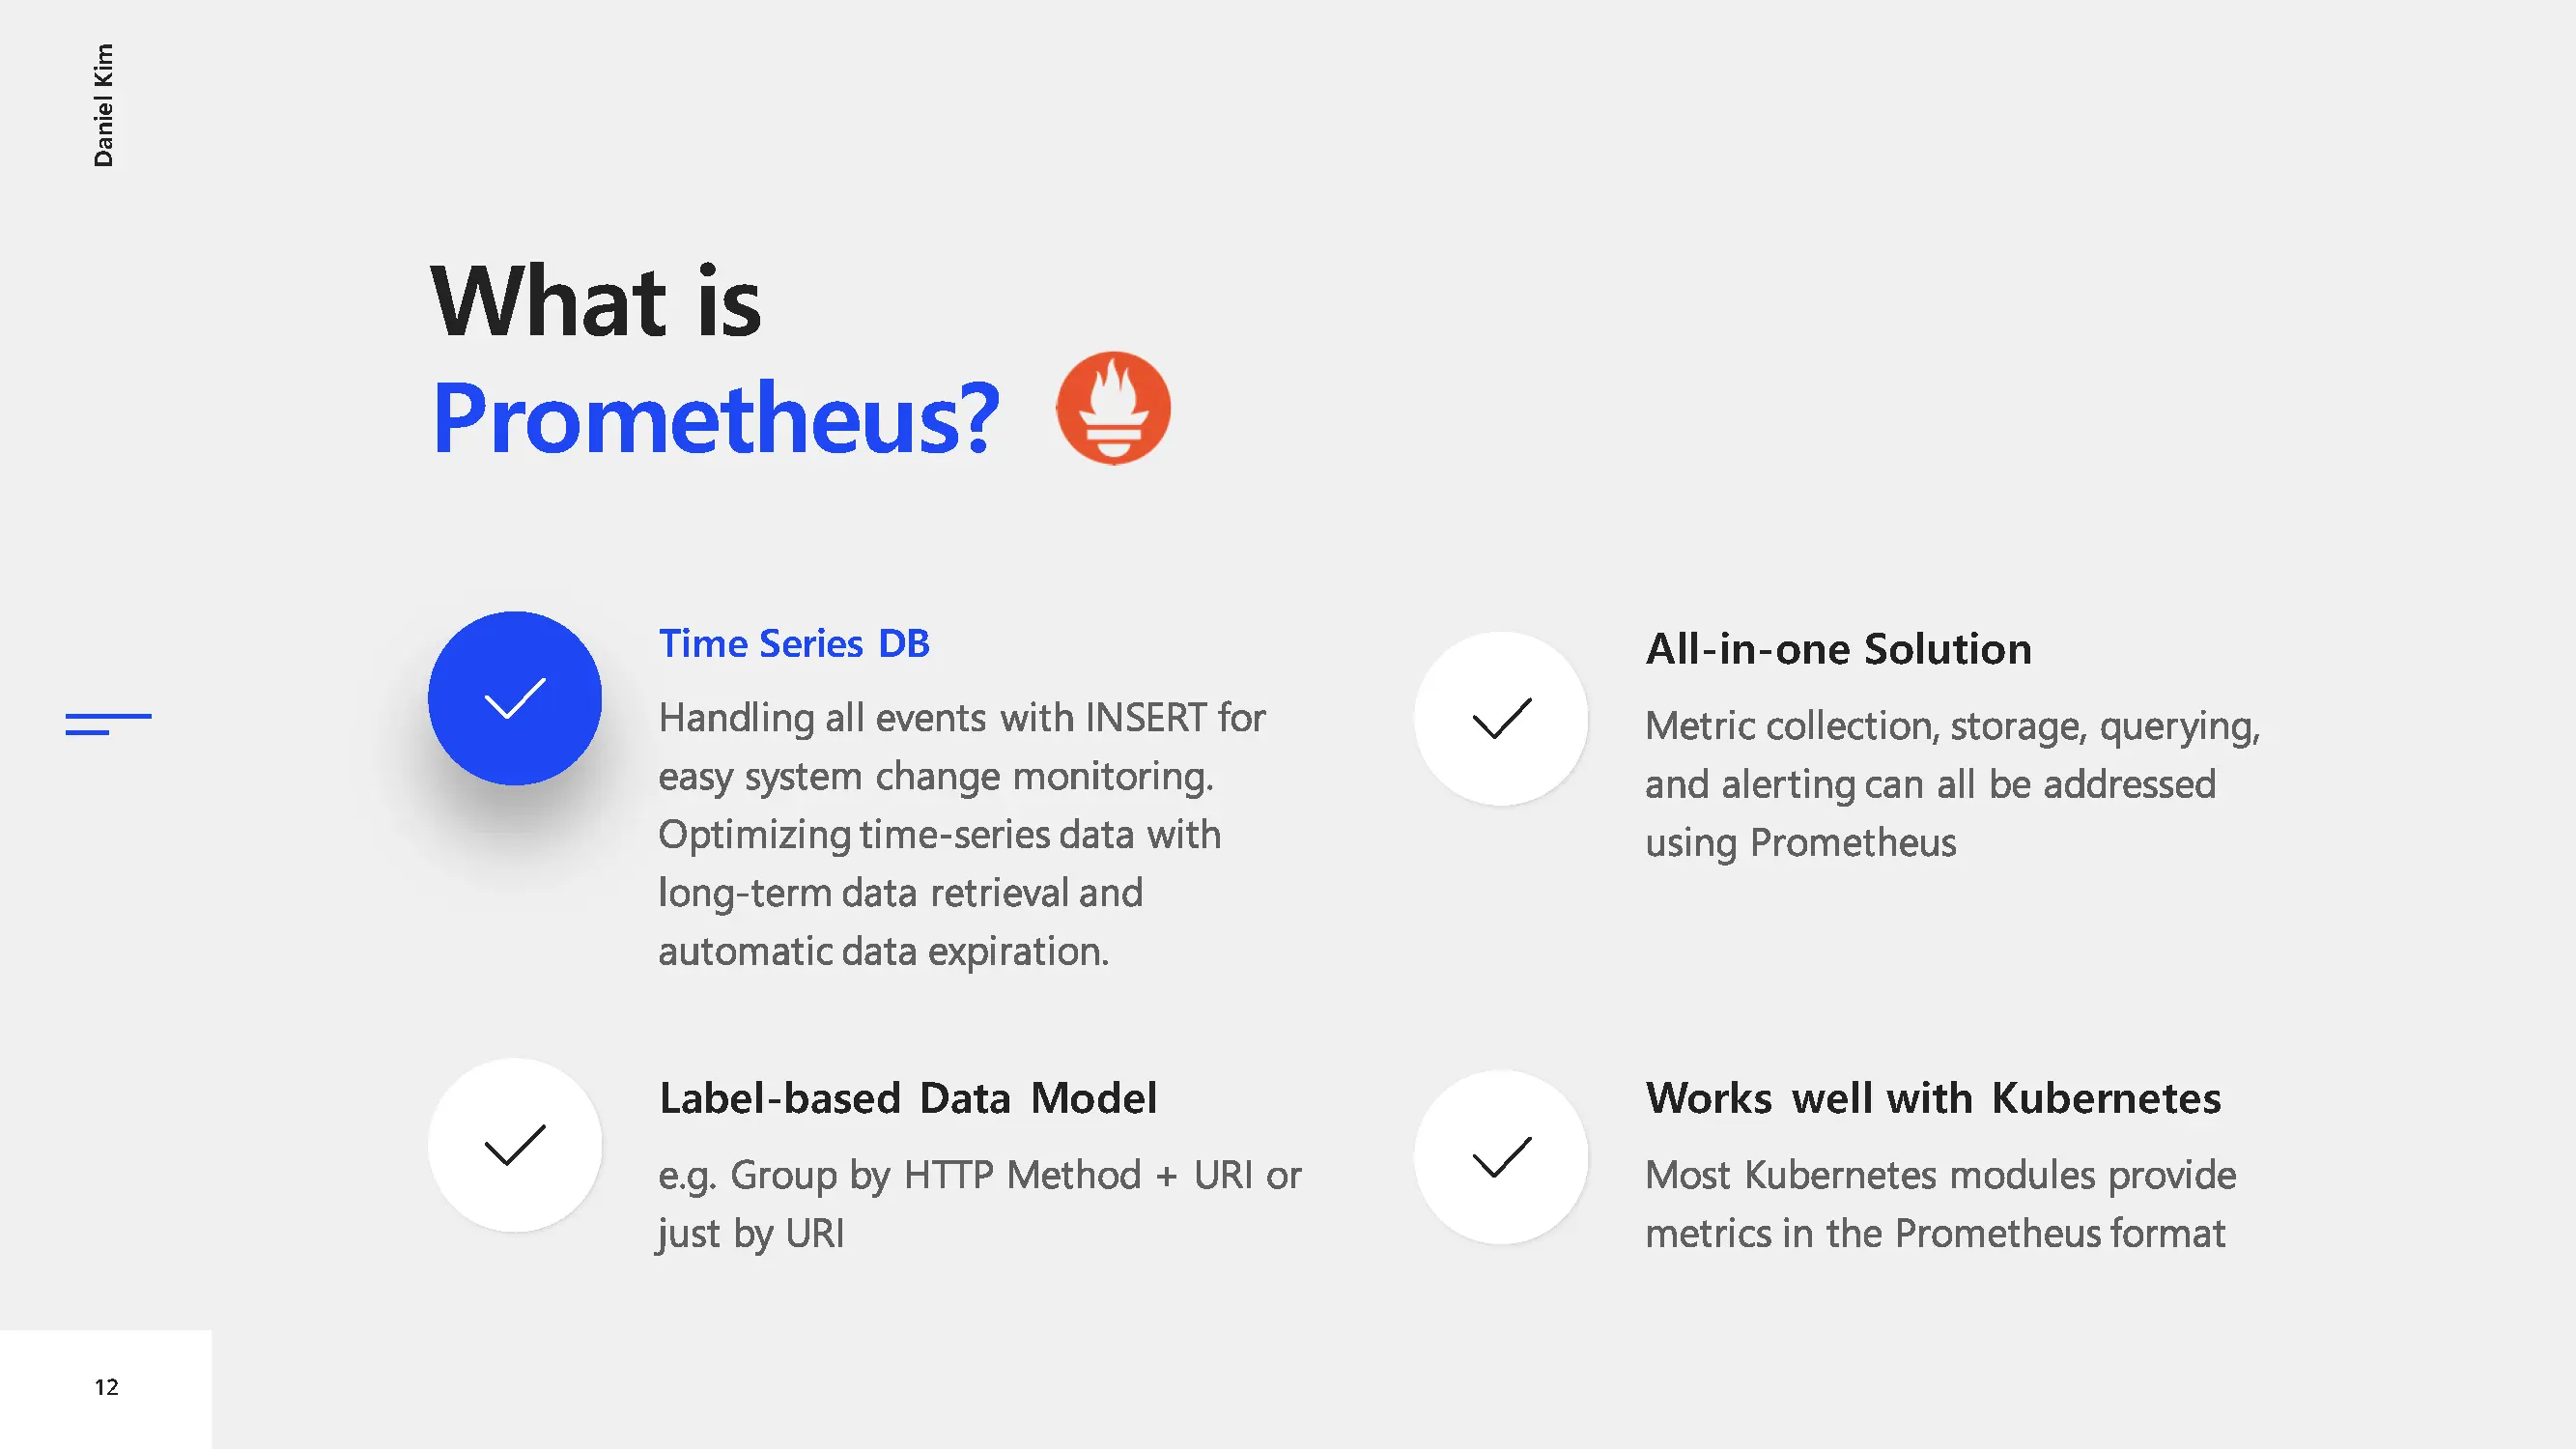 Daniel Kim
What is
Prometheus?
Time Series DB
Handling all events with INSERT for
easy system change monitoring.
Optimizing time-series data with
long-term data retrieval and
automatic data expiration.
All-in-one Solution
Metric collection, storage, querying,
and alerting can all be addressed
using Prometheus
Label-based Data Model
e.g. Group by HTTP Method + URI or
just by URI
Works well with Kubernetes
Most Kubernetes modules provide
metrics in the Prometheus format
12